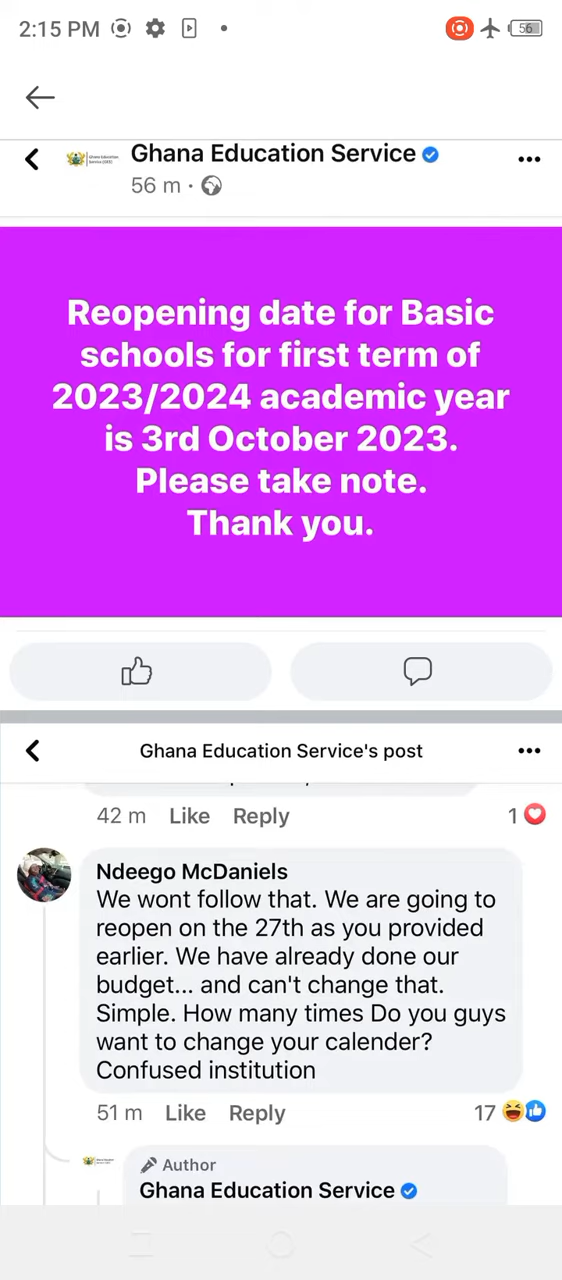 2:15 PM
56
Ghana Education Service
56 m
Reopening date for Basic
schools for first term of
2023/2024 academic year
is 3rd October 2023.
Please take note.
Thank you.
Ghana Education Service's post
42 m Like Reply
1
Ndeego McDaniels
We wont follow that. We are going to
reopen on the 27th as you provided
earlier. We have already done our
budget... and can't change that.
Simple. How many times Do you guys
want to change your calender?
Confused institution
51 m Like Reply
17
Author
Ghana Education Service